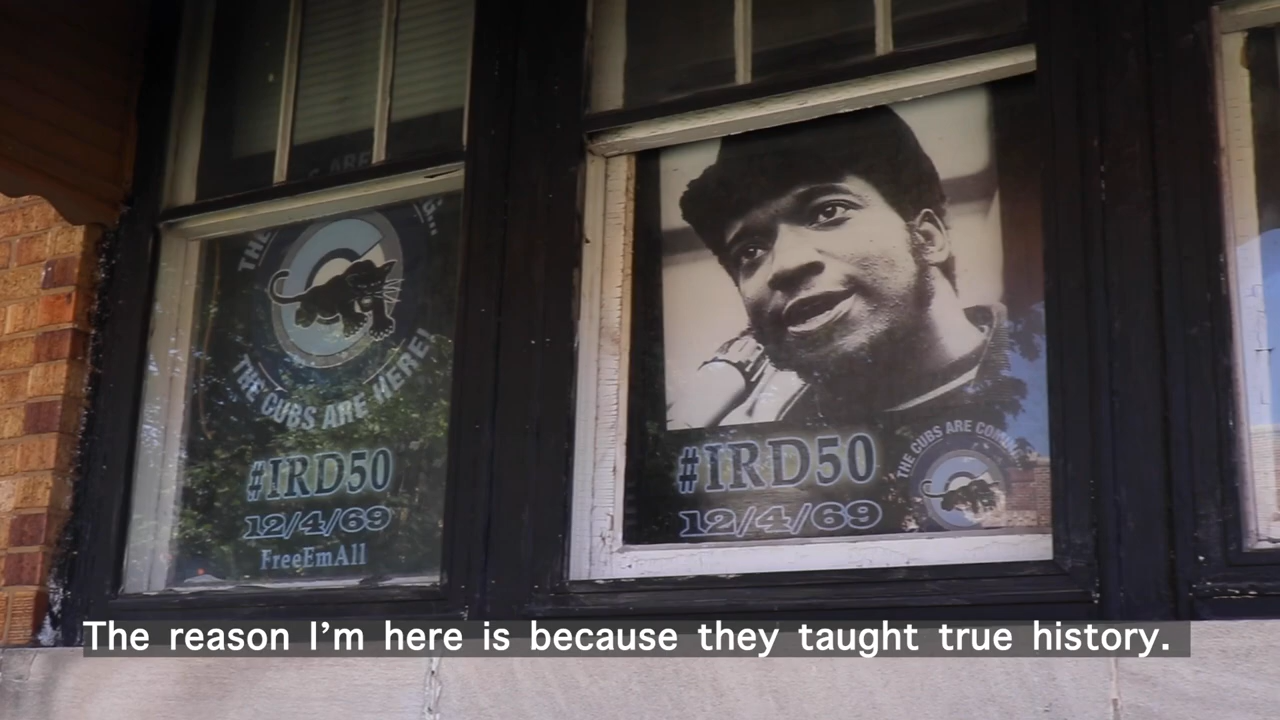 THE
THE CUBS ARE HERE!
#IRD50
12/4/69
FreeEmAll
#IRD50
12/4/69
THE CUBS ARE COMING
The reason I'm here is because they taught true history.